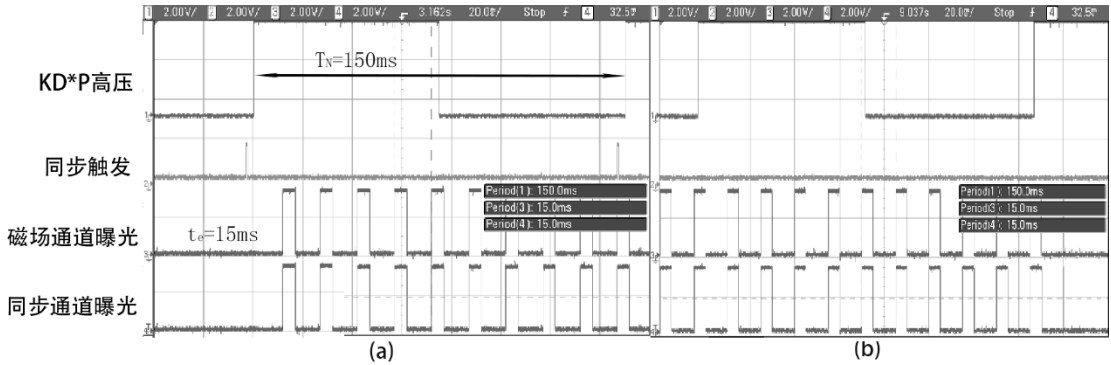 1 2.00V/ 2 2.00V/ 3 2.00V/ 4 2.00V/ 3.162s 20.0m/ Stop 4 32.5m
1 2.00V/ 2 2.00V/ 3 2.00V/ 4 2.00V/ 9.037s 20.0m/ Stop 4 32.5m
KD*P高压
TN=150ms
同步触发
磁场通道曝光
te=15ms
同步通道曝光
Period(1): 150.0ms
Period(3): 15.0ms
Period(4): 15.0ms
Period(1): 150.0ms
Period(3): 15.0ms
Period(4): 15.0ms
(a)
(b)